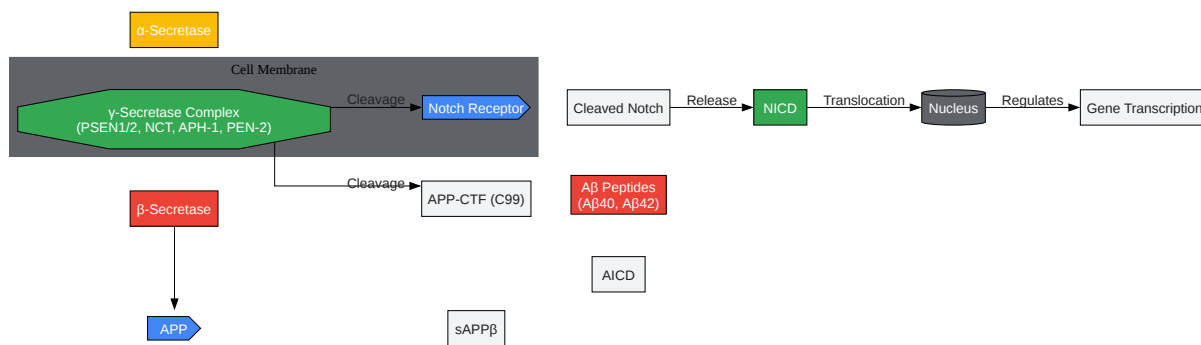 α-Secretase
Cell Membrane
γ-Secretase Complex
(PSEN1/2, NCT, APH-1, PEN-2)
Cleavage
Notch Receptor
Cleaved Notch
Release
NICD
Translocation
Nucleus
Regulates
Gene Transcription
Cleavage
APP-CTF (C99)
Aβ Peptides
(Aβ40, Aβ42)
β-Secretase
AICD
APP
sAPPβ